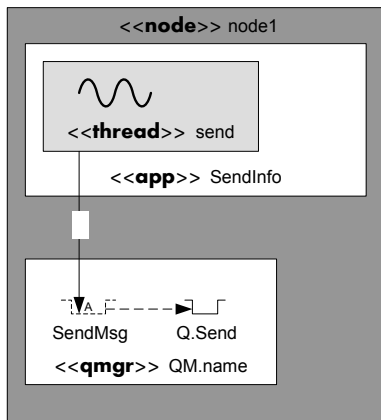 <<node>> node1
<<thread>> send
<<app>> SendInfo
A
SendMsg
Q.Send
<<qmgr>> QM.name